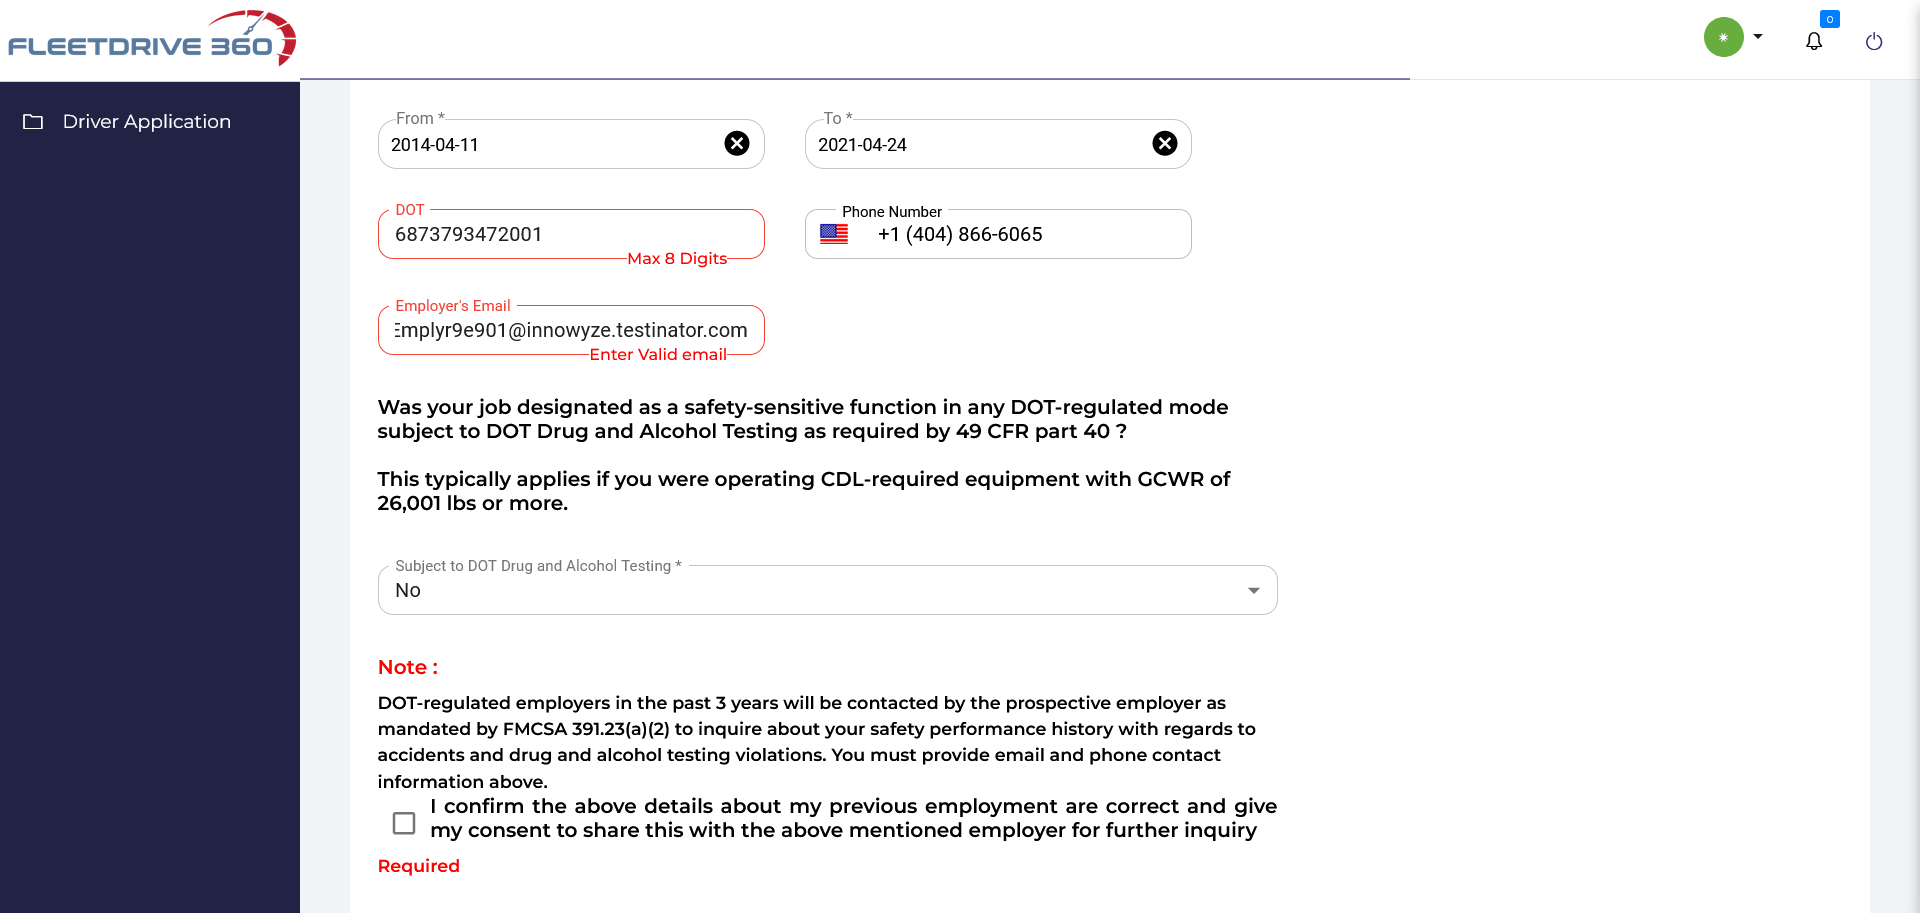 FLEETDRIVE 360
0
Driver Application
From *
2014-04-11
To *
2021-04-24
DOT
6873793472001
Max 8 Digits
Phone Number
+1 (404) 866-6065
Employer's Email
Emplyr9e901@innowyze.testinator.com
Enter Valid email
Was your job designated as a safety-sensitive function in any DOT-regulated mode
subject to DOT Drug and Alcohol Testing as required by 49 CFR part 40 ?
This typically applies if you were operating CDL-required equipment with GCWR of
26,001 lbs or more.
Subject to DOT Drug and Alcohol Testing *
No
Note :
DOT-regulated employers in the past 3 years will be contacted by the prospective employer as
mandated by FMCSA 391.23(a)(2) to inquire about your safety performance history with regards to
accidents and drug and alcohol testing violations. You must provide email and phone contact
information above.
I confirm the above details about my previous employment are correct and give
my consent to share this with the above mentioned employer for further inquiry
Required